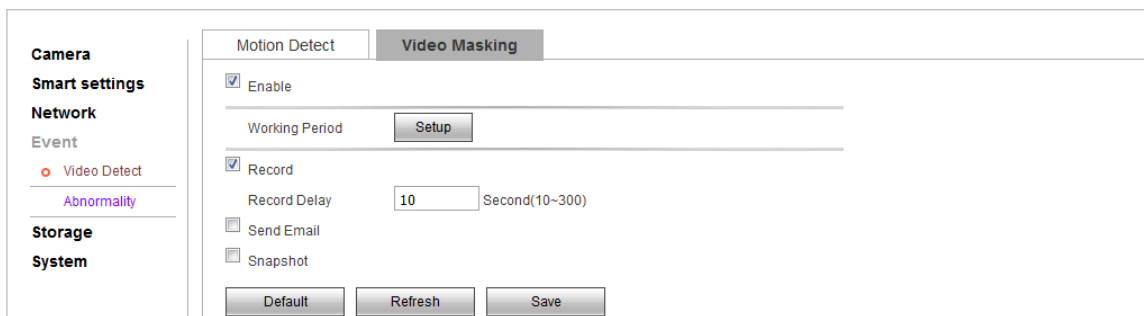 Camera
Smart settings
Network
Event
Video Detect
Abnormality
Storage
System
Motion Detect
Video Masking
Enable
Working Period Setup
Record
Record Delay 10 Second(10~300)
Send Email
Snapshot
Default Refresh Save